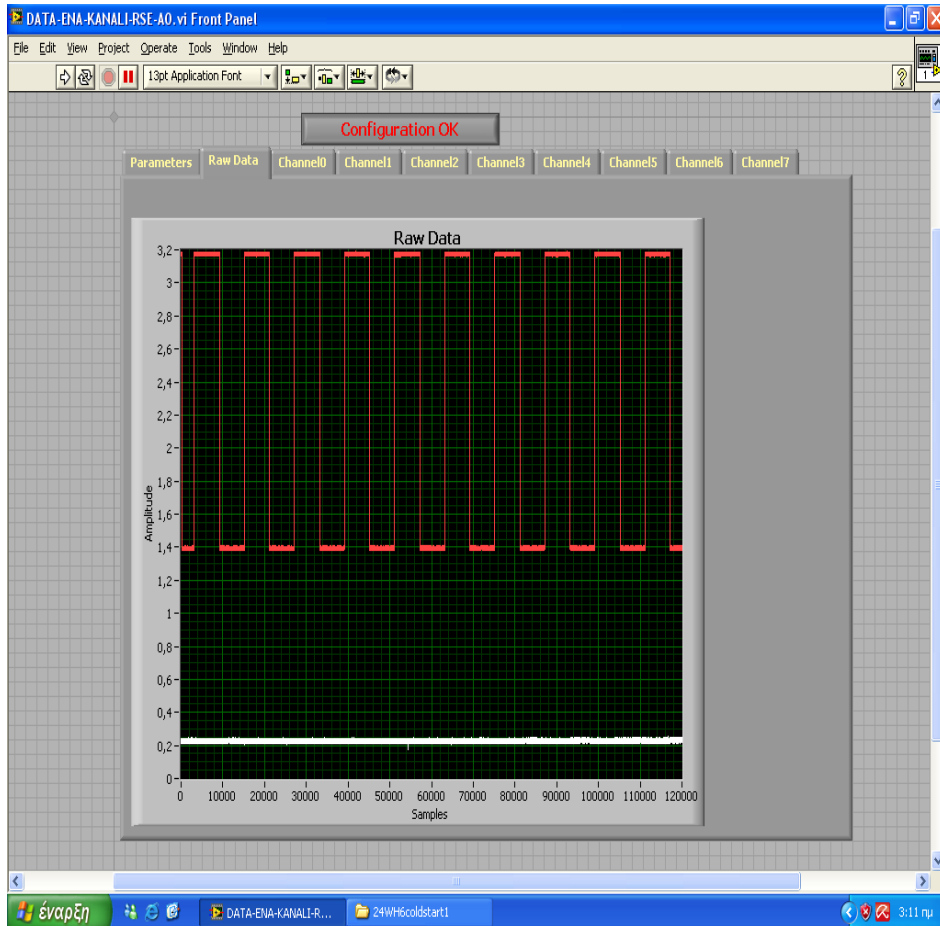 DATA-ENA-KANALI-RSE-AO.vi Front Panel
File Edit View Project Operate Tools Window Help
13pt Application Font
1
Configuration OK
Parameters Raw Data Channel0 Channel1 Channel2 Channel3 Channel4 Channel5 Channel6 Channel7
Raw Data
3,2
3
2,8
2,6
2,4
2,2
2
1,8
1,6
1,4
1,2
1
0,8
0,6
0,4
0,2
0
Amplitude
0 10000 20000 30000 40000 50000 60000 70000 80000 90000 100000 110000 120000
Samples
έναρξη DATA-ENA-KANALI-R... 24WH6coldstart1 3:11 πμ